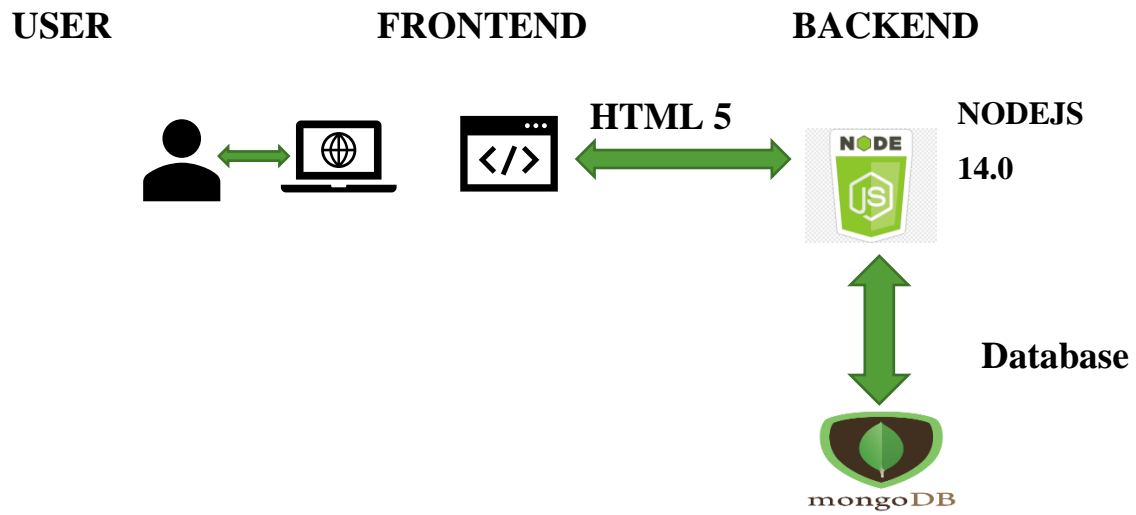 USER FRONTEND BACKEND
HTML 5
NODEJS
14.0
NODE
JS
</>
Database
mongoDB